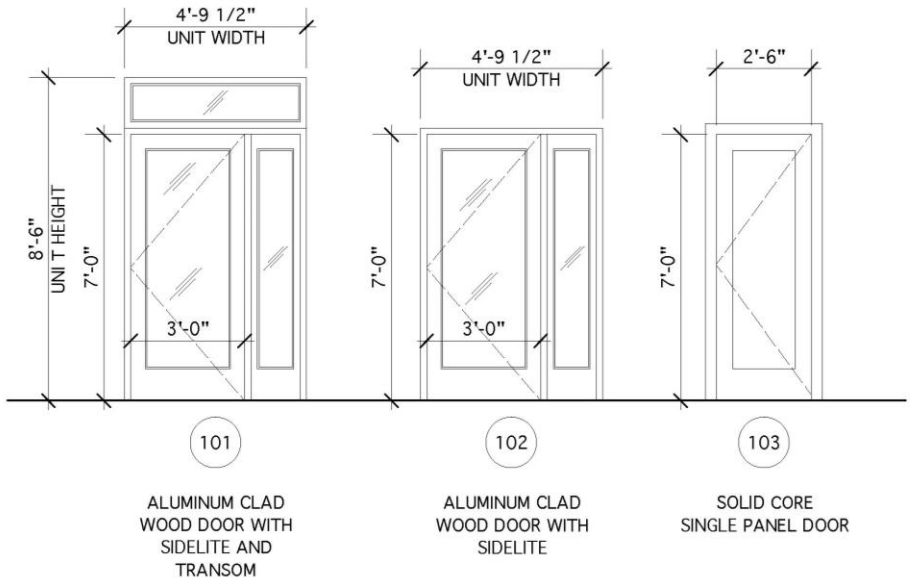 4'-9 1/2"
UNIT WIDTH
8'-6"
UNIT HEIGHT
7'-0"
3'-0"
101
ALUMINUM CLAD
WOOD DOOR WITH
SIDELITE AND
TRANSOM
4'-9 1/2"
UNIT WIDTH
7'-0"
3'-0"
102
ALUMINUM CLAD
WOOD DOOR WITH
SIDELITE
2'-6"
7'-0"
103
SOLID CORE
SINGLE PANEL DOOR